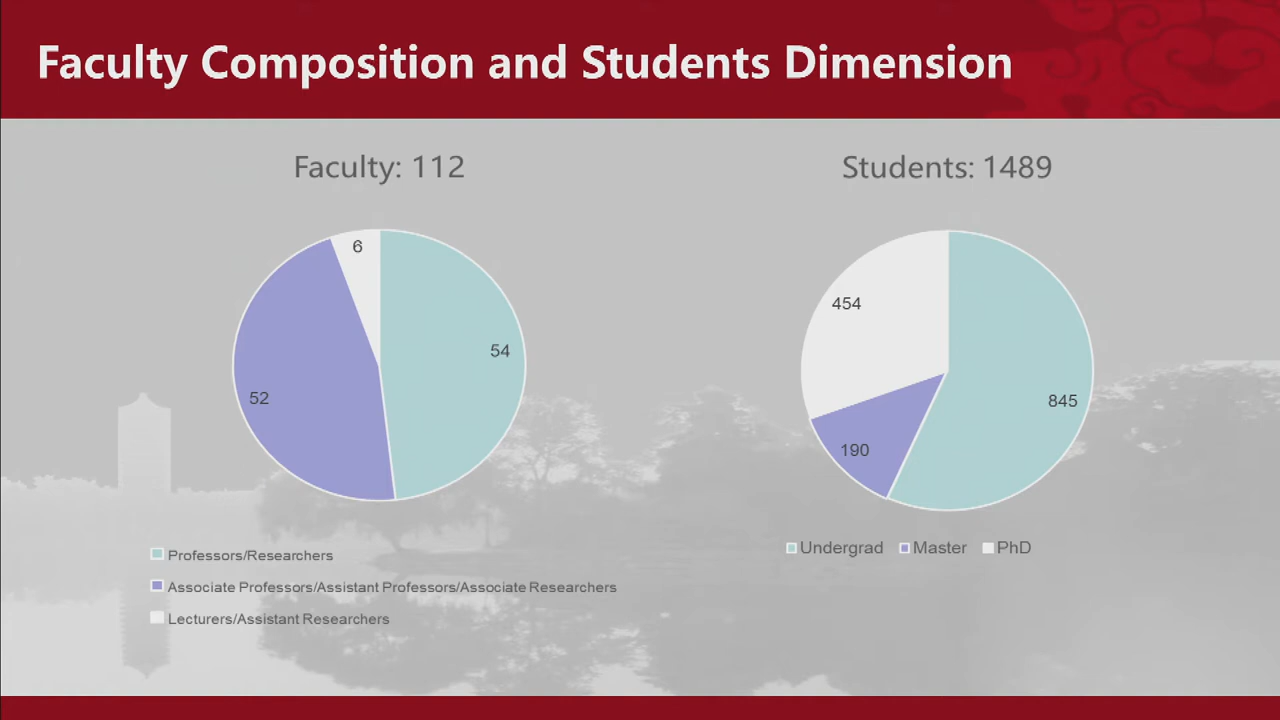 Faculty Composition and Students Dimension
Faculty: 112
6
54
52
Professors/Researchers
Associate Professors/Assistant Professors/Associate Researchers
Lecturers/Assistant Researchers
Students: 1489
454
845
190
Undergrad Master PhD